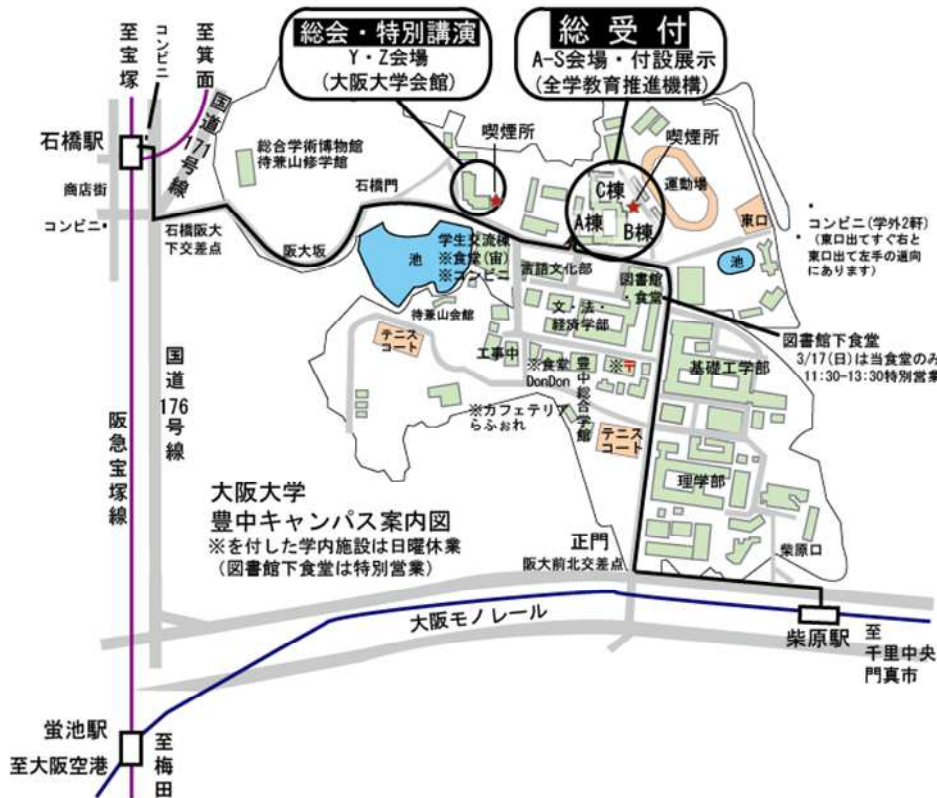 総会・特別講演
Y・Z会場
(大阪大学会館)
総 受 付
A-S会場・付設展示
(全学教育推進機構)
至宝塚
コンビニ
至箕面
国道171号線
石橋駅
商店街
コンビニ
石橋阪大
下交差点
総合学術博物館
待兼山修学館
石橋門
阪大坂
喫煙所
喫煙所
C棟
A棟
B棟
運動場
東口
コンビニ(学外2軒)
(東口出てすぐ右と
東口出て左手の道向
にあります)
池
池
学生交流棟
※食堂(宙)
※コンビニ
言語文化部
図書館
・食堂
待兼山会館
文・法・
経済学部
図書館下食堂
3/17(日)は当食堂のみ
11:30-13:30特別営業
テニス
コート
工事中
※食堂
DonDon
豊中総合学館
※〒
基礎工学部
※カフェテリア
らふぉれ
テニス
コート
理学部
国道176号線
阪急宝塚線
大阪大学
豊中キャンパス案内図
※を付した学内施設は日曜休業
(図書館下食堂は特別営業)
正門
阪大前北交差点
柴原口
大阪モノレール
柴原駅
至
千里中央
門真市
蛍池駅
至大阪空港
至梅田